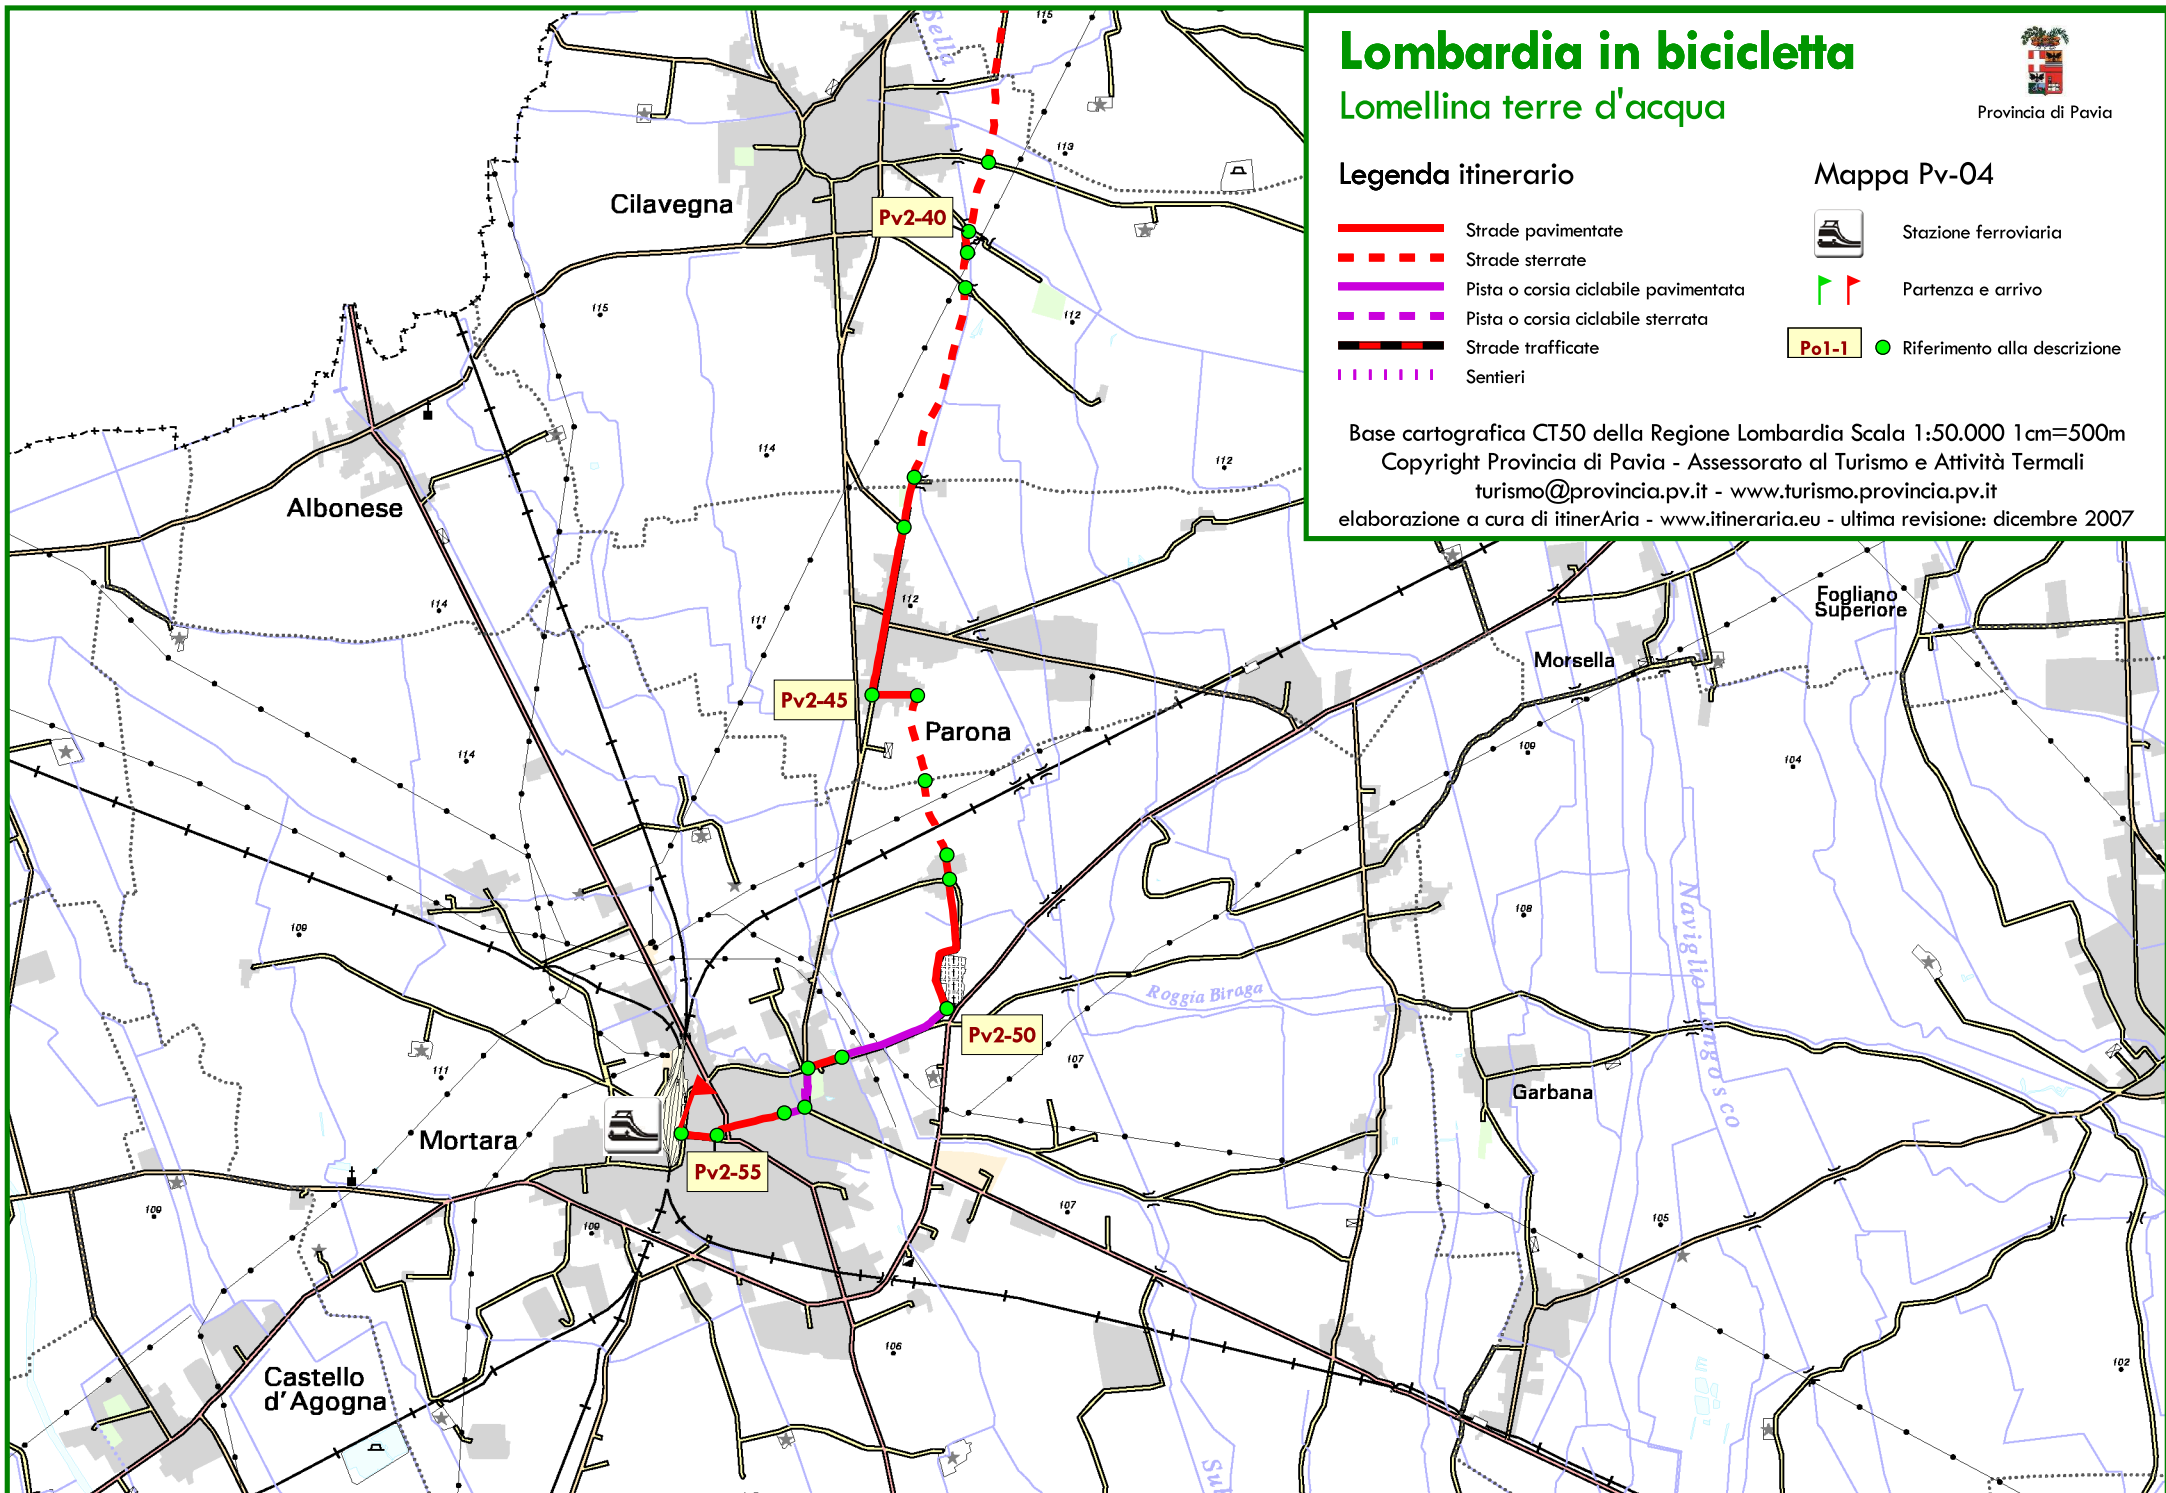 Lombardia in bicicletta
Lomellina terre d'acqua
Provincia di Pavia
Legenda itinerario
Mappa Pv-04
Strade pavimentate
Strade sterrate
Pista o corsia ciclabile pavimentata
Pista o corsia ciclabile sterrata
Strade trafficate
Sentieri
Stazione ferroviaria
Partenza e arrivo
Po1-1
Riferimento alla descrizione
Base cartografica CT50 della Regione Lombardia Scala 1:50.000 1cm=500m
Copyright Provincia di Pavia - Assessorato al Turismo e Attività Termali
turismo@provincia.pv.it - www.turismo.provincia.pv.it
elaborazione a cura di itinerAria - www.itineraria.eu - ultima revisione: dicembre 2007
Sella
115
113
Cilavegna
Pv2-40
115
112
114
112
Albonese
114
112
111
Fogliano
Superiore
Morsella
Pv2-45
Parona
114
109
104
109
108
Naviglio Langosco
Roggia Biraga
Pv2-50
107
111
Garbana
Mortara
Pv2-55
109
109
107
105
106
102
Castello
d'Agogna